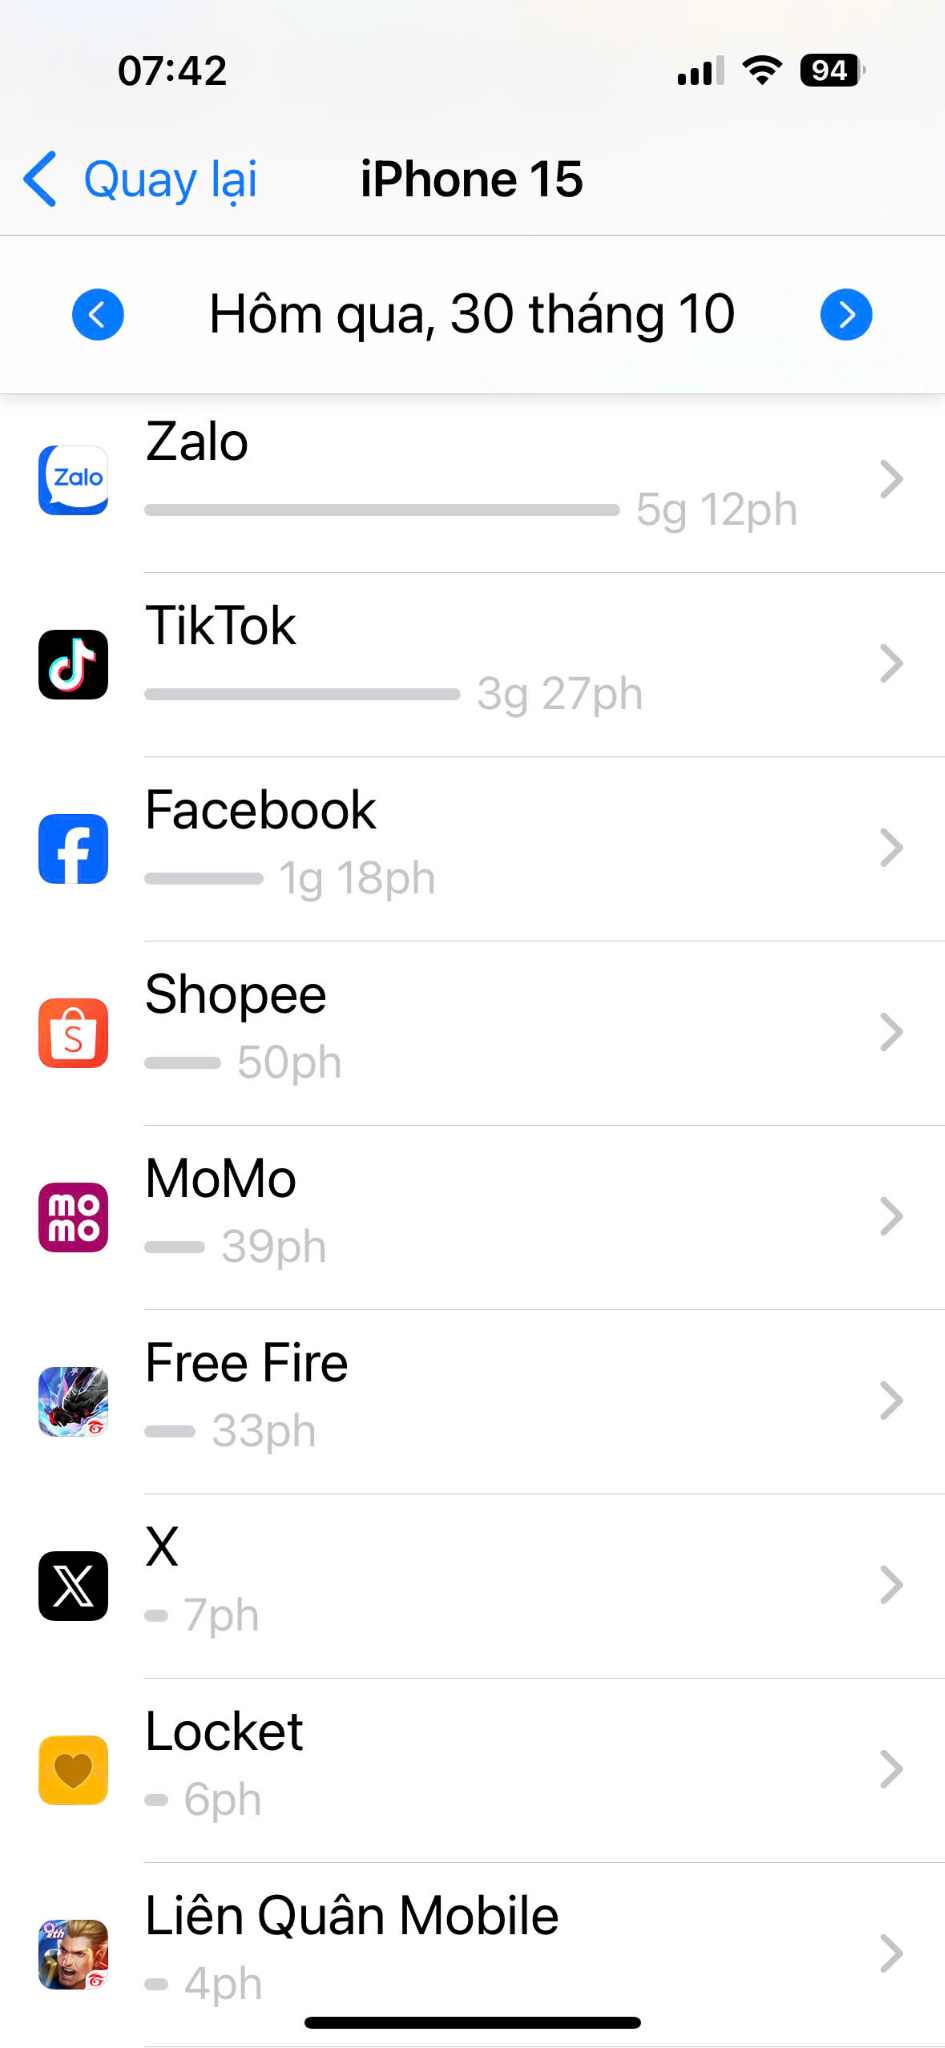 07:42
94
Quay lại
iPhone 15
Hôm qua, 30 tháng 10
Zalo
Zalo
5g 12ph
TikTok
3g 27ph
Facebook
1g 18ph
Shopee
S
50ph
MoMo
mo
mo
39ph
Free Fire
33ph
X
7ph
Locket
6ph
Liên Quân Mobile
9th
4ph